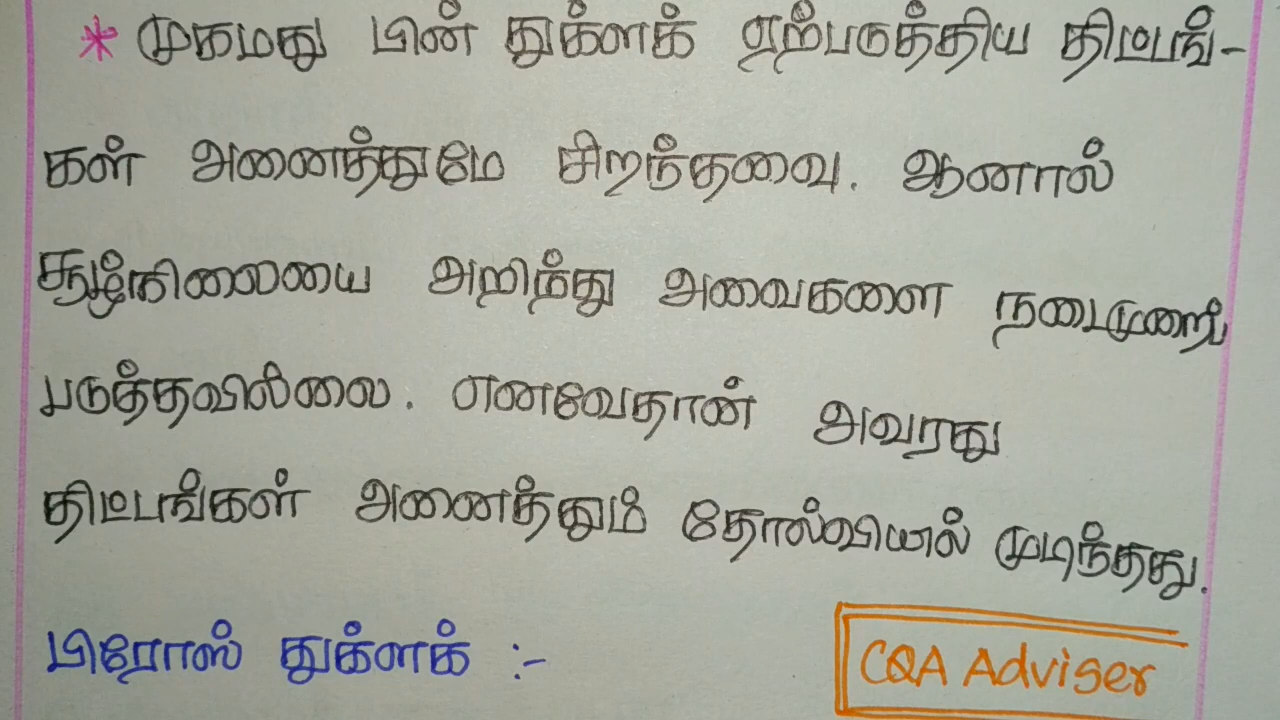 * முகமது பின் துக்ளக் ஏற்படுத்திய திட்டங்-
கள் அனைத்துமே சிறந்தவை. ஆனால்
சூழ்நிலையை அறிந்து அவைகளை நடைமுறைப்
படுத்தவில்லை. எனவேதான் அவரது
திட்டங்கள் அனைத்தும் தோல்வியில் முடிந்தது.
பிரோஸ் துக்ளக் :-
CQA Adviser